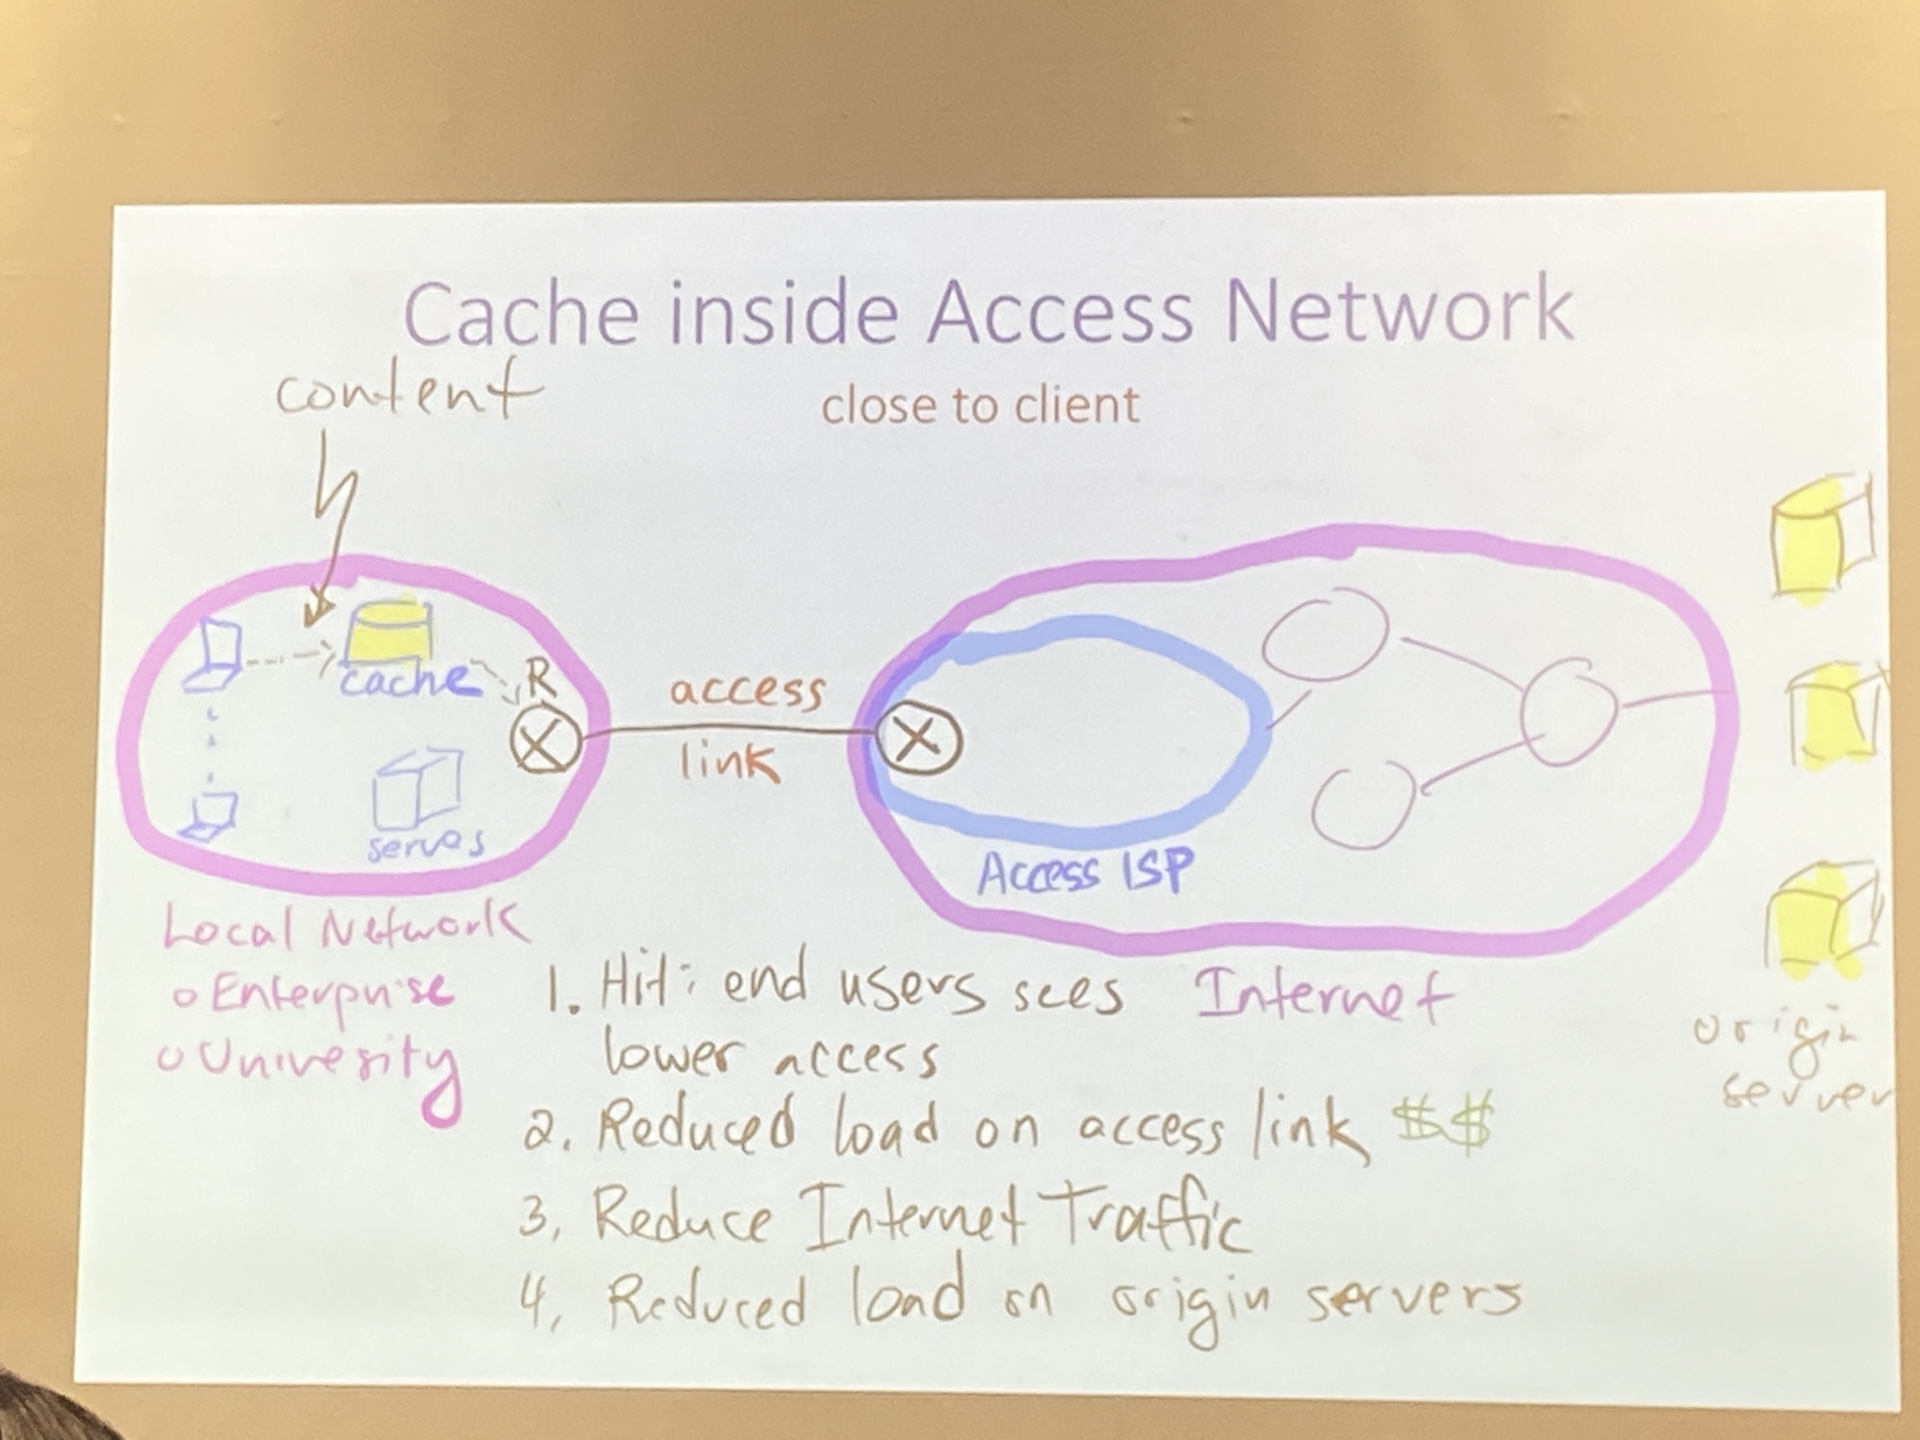 Cache inside Access Network
close to client
content
cache
R
access
link
serves
Access ISP
Local Network
o Enterprise
o Univesity
Internet
origin
server
1. Hit: end users sees
lower access
2. Reduced load on access link $$
3, Reduce Internet Traffic
4, Reduced load on origin servers